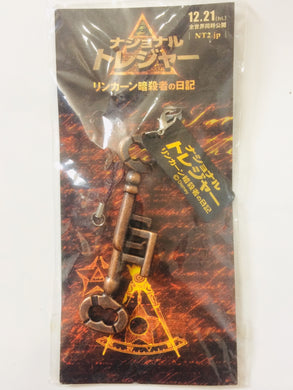 12.21(fri.)
全世界同時公開
NT2.jp
ナショナル
トレジャー
リンカーン暗殺者の日記
ナショナル
トレジャー
リンカーン暗殺者の日記
©Disney